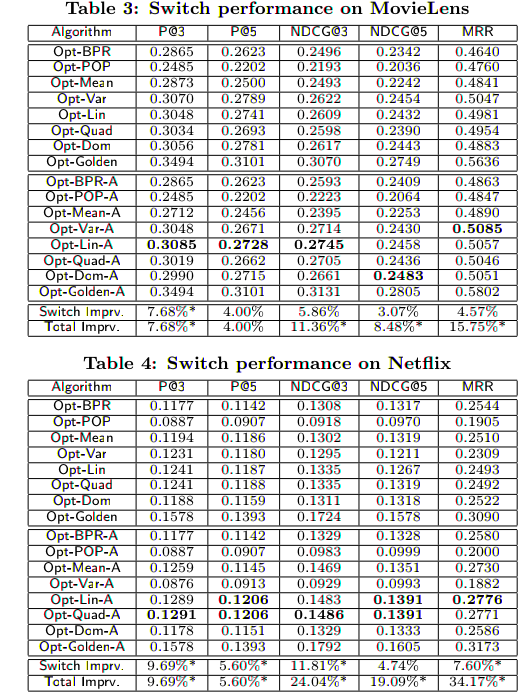 Table 3: Switch performance on MovieLens
Algorithm P@3 P@5 NDCG@3 NDCG@5 MRR
Opt-BPR 0.2865 0.2623 0.2496 0.2342 0.4640
Opt-POP 0.2485 0.2202 0.2193 0.2036 0.4760
Opt-Mean 0.2873 0.2500 0.2493 0.2242 0.4841
Opt-Var 0.3070 0.2789 0.2622 0.2454 0.5047
Opt-Lin 0.3048 0.2741 0.2609 0.2432 0.4981
Opt-Quad 0.3034 0.2693 0.2598 0.2390 0.4954
Opt-Dom 0.3056 0.2781 0.2617 0.2443 0.4883
Opt-Golden 0.3494 0.3101 0.3070 0.2749 0.5636
Opt-BPR-A 0.2865 0.2623 0.2593 0.2409 0.4863
Opt-POP-A 0.2485 0.2202 0.2223 0.2064 0.4847
Opt-Mean-A 0.2712 0.2456 0.2395 0.2253 0.4890
Opt-Var-A 0.3048 0.2671 0.2714 0.2430 0.5085
Opt-Lin-A 0.3085 0.2728 0.2745 0.2458 0.5057
Opt-Quad-A 0.3019 0.2662 0.2705 0.2436 0.5046
Opt-Dom-A 0.2990 0.2715 0.2661 0.2483 0.5051
Opt-Golden-A 0.3494 0.3101 0.3131 0.2805 0.5802
Switch Imprv. 7.68%* 4.00% 5.86% 3.07% 4.57%
Total Imprv. 7.68%* 4.00% 11.36%* 8.48%* 15.75%*
Table 4: Switch performance on Netflix
Algorithm P@3 P@5 NDCG@3 NDCG@5 MRR
Opt-BPR 0.1177 0.1142 0.1308 0.1317 0.2544
Opt-POP 0.0887 0.0907 0.0918 0.0970 0.1905
Opt-Mean 0.1194 0.1186 0.1302 0.1319 0.2510
Opt-Var 0.1231 0.1180 0.1295 0.1211 0.2309
Opt-Lin 0.1241 0.1187 0.1335 0.1267 0.2493
Opt-Quad 0.1241 0.1188 0.1335 0.1319 0.2492
Opt-Dom 0.1188 0.1159 0.1311 0.1318 0.2522
Opt-Golden 0.1578 0.1393 0.1724 0.1578 0.3090
Opt-BPR-A 0.1177 0.1142 0.1329 0.1328 0.2580
Opt-POP-A 0.0887 0.0907 0.0983 0.0999 0.2000
Opt-Mean-A 0.1259 0.1145 0.1469 0.1351 0.2730
Opt-Var-A 0.0876 0.0913 0.0929 0.0993 0.1882
Opt-Lin-A 0.1289 0.1206 0.1483 0.1391 0.2776
Opt-Quad-A 0.1291 0.1206 0.1486 0.1391 0.2771
Opt-Dom-A 0.1178 0.1151 0.1329 0.1333 0.2586
Opt-Golden-A 0.1578 0.1393 0.1792 0.1605 0.3173
Switch Imprv. 9.69%* 5.60%* 11.81%* 4.74% 7.60%*
Total Imprv. 9.69%* 5.60%* 24.04%* 19.09%* 34.17%*